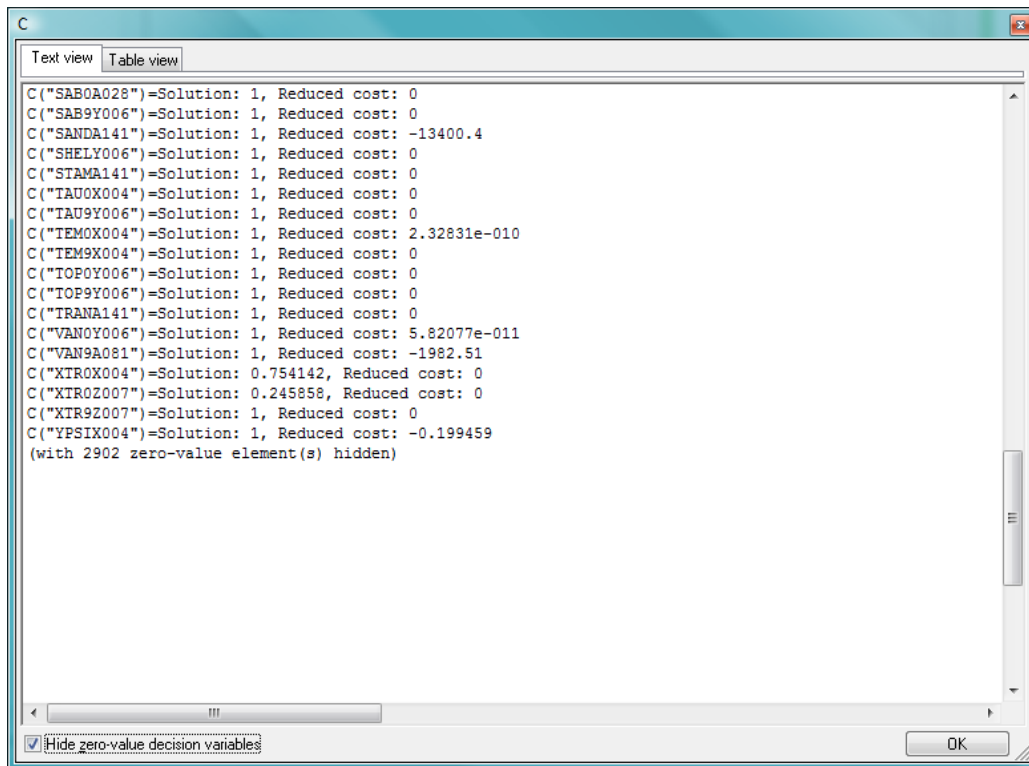 C
Text view Table view
C("SAB0A028")=Solution: 1, Reduced cost: 0
C("SAB9Y006")=Solution: 1, Reduced cost: 0
C("SANDA141")=Solution: 1, Reduced cost: -13400.4
C("SHELY006")=Solution: 1, Reduced cost: 0
C("STAMA141")=Solution: 1, Reduced cost: 0
C("TAU0X004")=Solution: 1, Reduced cost: 0
C("TAU9Y006")=Solution: 1, Reduced cost: 0
C("TEM0X004")=Solution: 1, Reduced cost: 2.32831e-010
C("TEM9X004")=Solution: 1, Reduced cost: 0
C("TOP0Y006")=Solution: 1, Reduced cost: 0
C("TOP9Y006")=Solution: 1, Reduced cost: 0
C("TRANA141")=Solution: 1, Reduced cost: 0
C("VAN0Y006")=Solution: 1, Reduced cost: 5.82077e-011
C("VAN9A081")=Solution: 1, Reduced cost: -1982.51
C("XTR0X004")=Solution: 0.754142, Reduced cost: 0
C("XTR0Z007")=Solution: 0.245858, Reduced cost: 0
C("XTR9Z007")=Solution: 1, Reduced cost: 0
C("YPSIX004")=Solution: 1, Reduced cost: -0.199459
(with 2902 zero-value element(s) hidden)
Hide zero-value decision variables OK